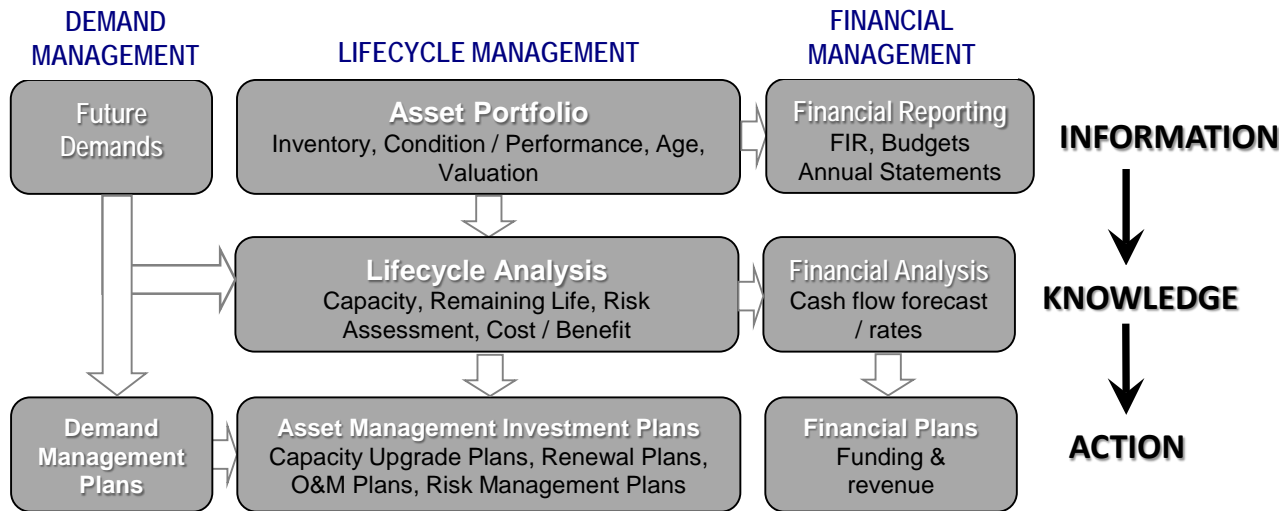 DEMAND
MANAGEMENT
LIFECYCLE MANAGEMENT
FINANCIAL
MANAGEMENT
Future
Demands
Asset Portfolio
Inventory, Condition / Performance, Age,
Valuation
Financial Reporting
FIR, Budgets
Annual Statements
INFORMATION
Lifecycle Analysis
Capacity, Remaining Life, Risk
Assessment, Cost / Benefit
Financial Analysis
Cash flow forecast
/ rates
KNOWLEDGE
Demand
Management
Plans
Asset Management Investment Plans
Capacity Upgrade Plans, Renewal Plans,
O&M Plans, Risk Management Plans
Financial Plans
Funding &
revenue
ACTION